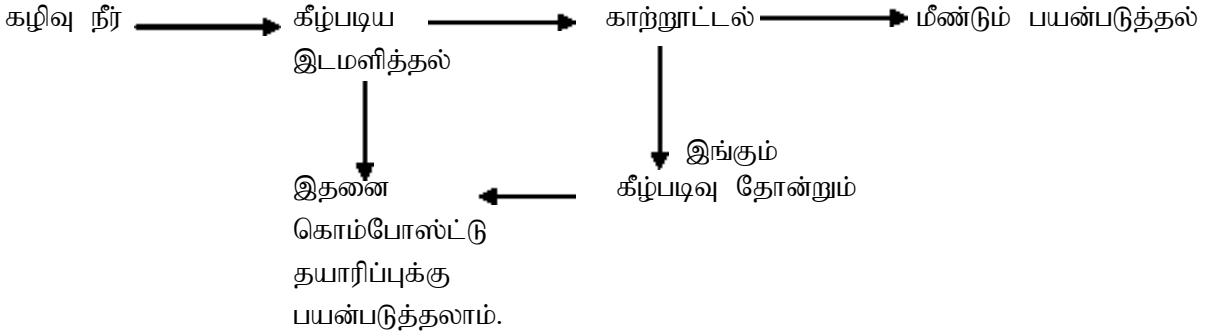 கழிவு நீர் கீழ்படிய காற்றூட்டல் மீண்டும் பயன்படுத்தல்
இடமளித்தல்
இங்கும்
இதனை கீழ்படிவு தோன்றும்
கொம்போஸ்ட்டு
தயாரிப்புக்கு
பயன்படுத்தலாம்.